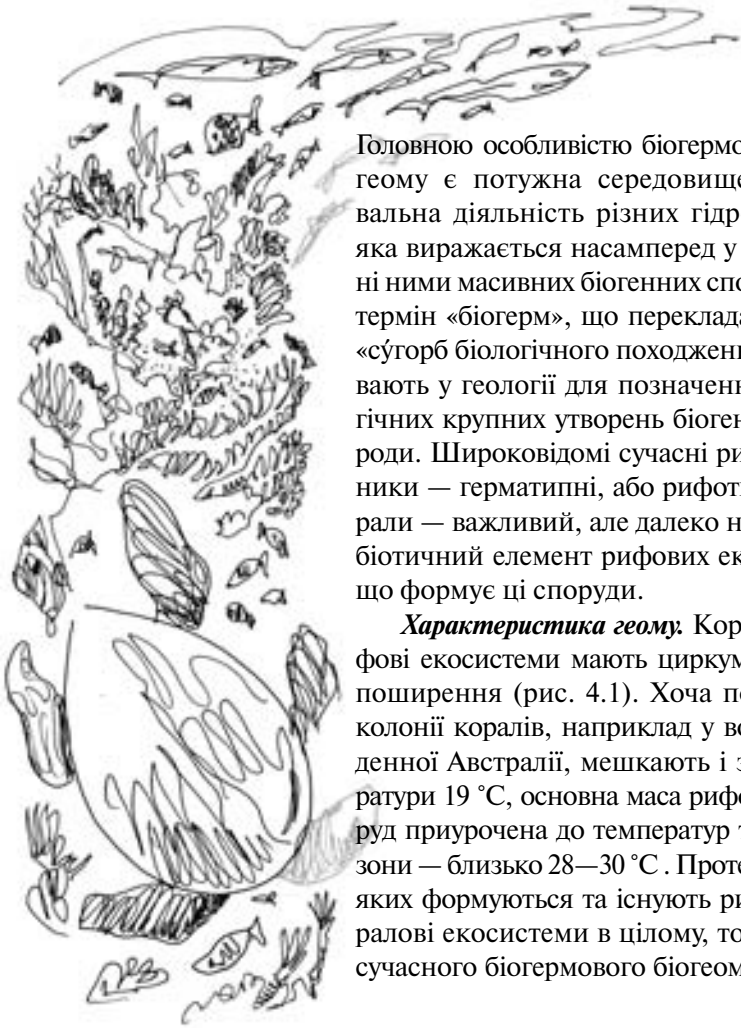 Головною особливістю біогермо
геому є потужна середовище
вальна діяльність різних гідр
яка виражається насамперед у
ні ними масивних біогенних спо
термін «біогерм», що переклада
«су́горб біологічного походженн
вають у геології для позначенн
гічних крупних утворень біоген
роди. Широковідомі сучасні ри
ники — герматипні, або рифот
рали — важливий, але далеко н
біотичний елемент рифових ек
що формує ці споруди.
Характеристика геому. Кор
фові екосистеми мають циркум
поширення (рис. 4.1). Хоча по
колонії коралів, наприклад у во
денної Австралії, мешкають і з
ратури 19 °С, основна маса рифо
руд приурочена до температур т
зони — близько 28—30 °С . Проте
яких формуються та існують ри
ралові екосистеми в цілому, то
сучасного біогермового біогеом